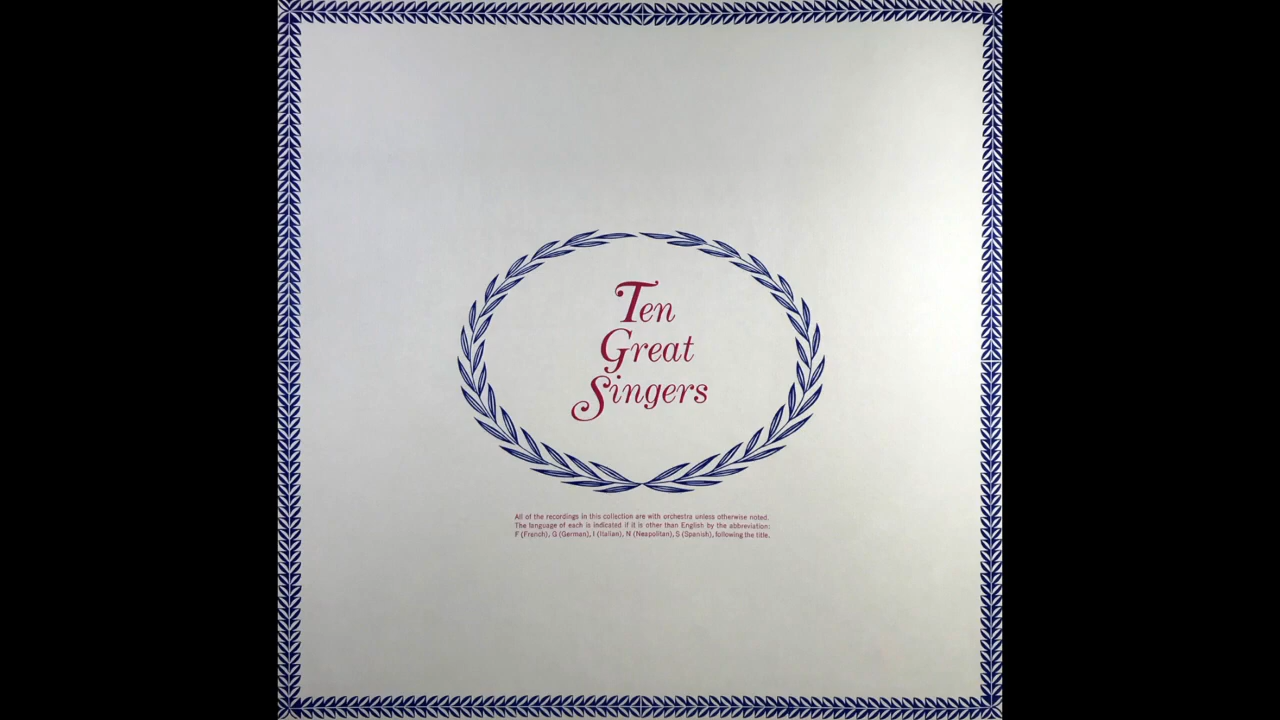 Ten
Great
Singers
All of the recordings in this collection are with orchestra unless otherwise noted.
The language of each is indicated if it is other than English by the abbreviation:
F (French), G (German), I (Italian), N (Neapolitan), S (Spanish), following the title.